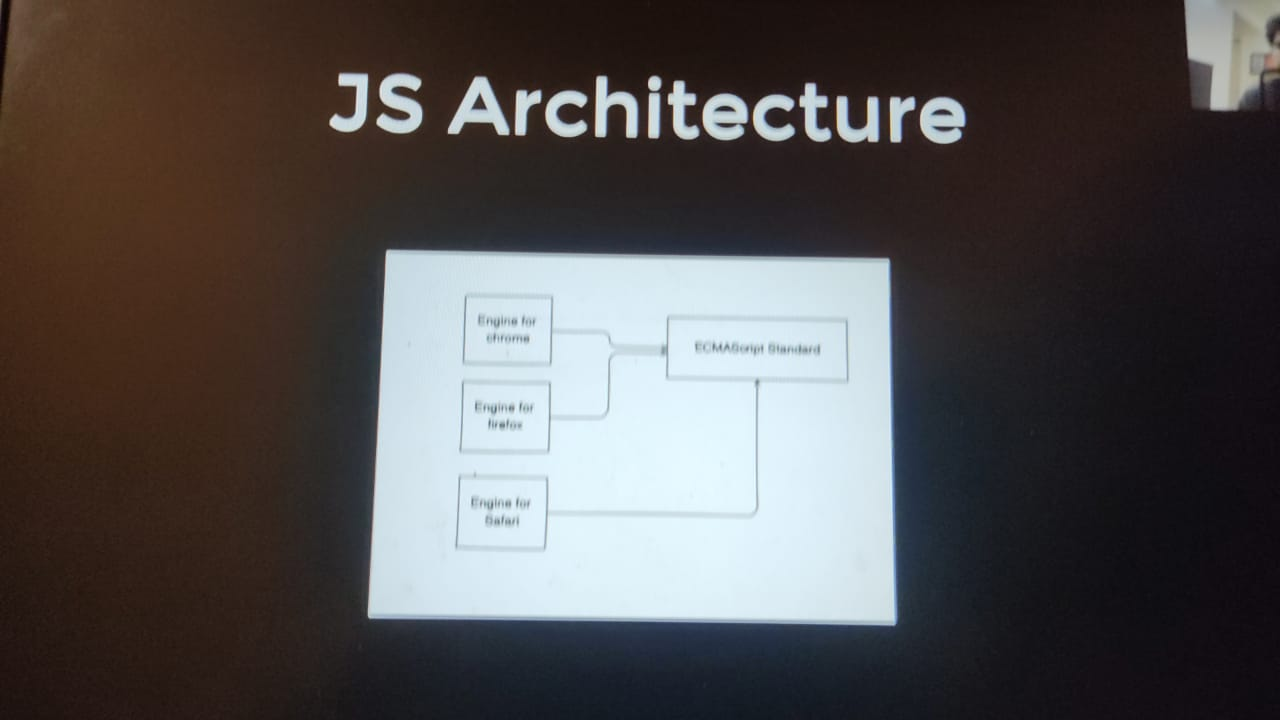 JS Architecture
Engine for
chrome
Engine for
firefox
Engine for
Safari
ECMAScript Standard